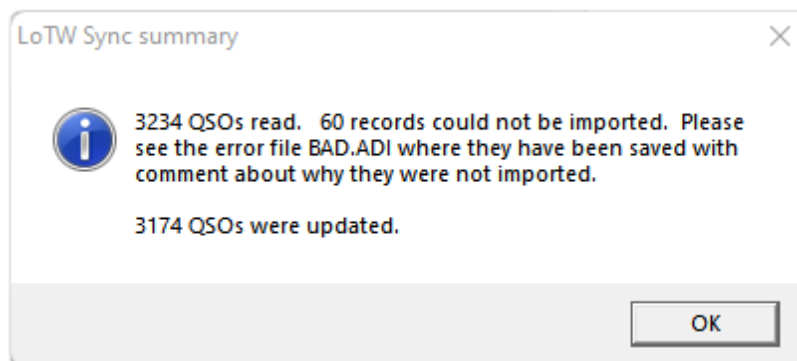 LoTW Sync summary
3234 QSOs read.   60 records could not be imported.  Please
see the error file BAD.ADI where they have been saved with
comment about why they were not imported.
3174 QSOs were updated.
OK